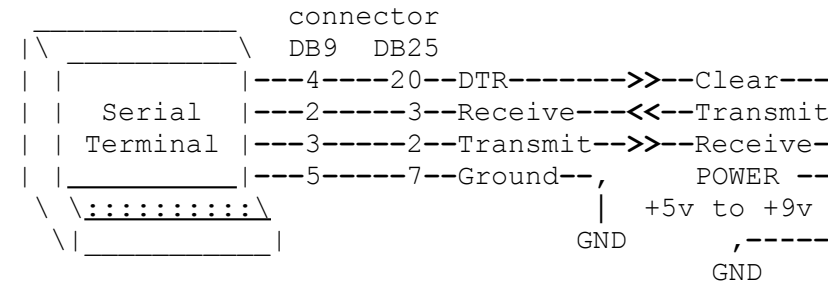 connector
DB9 DB25
4 20 DTR >> Clear
Serial 2 3 Receive << Transmit
Terminal 3 2 Transmit >> Receive
5 7 Ground POWER
+5v to +9v
GND
GND